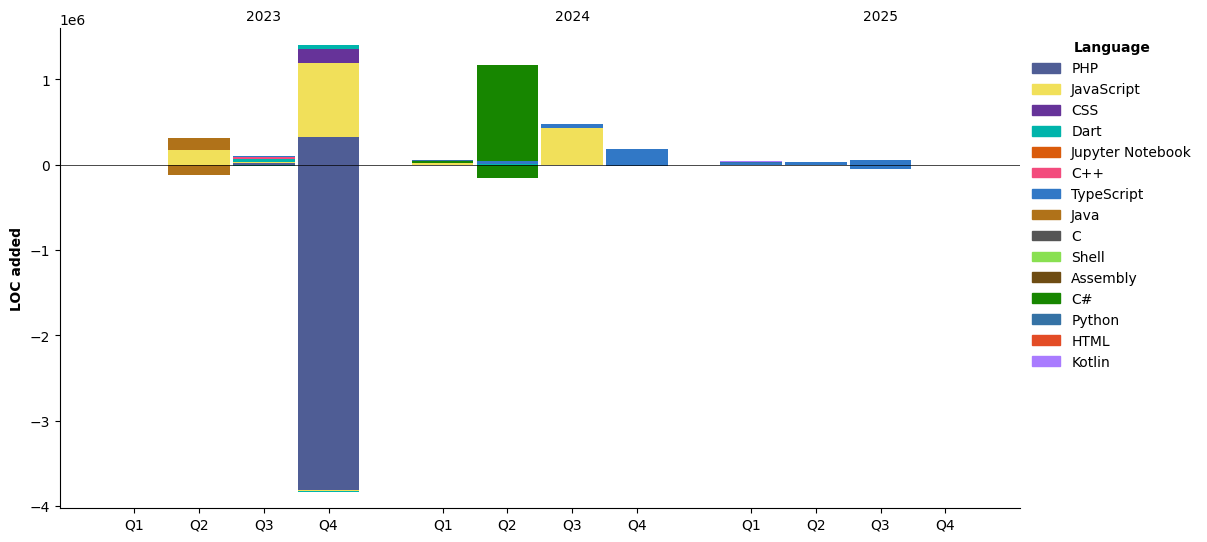 2023 2024 2025
1e6
Language
PHP
JavaScript
CSS
Dart
Jupyter Notebook
C++
TypeScript
Java
C
Shell
Assembly
C#
Python
HTML
Kotlin
LOC added
1
0
−1
−2
−3
−4
Q1 Q2 Q3 Q4 Q1 Q2 Q3 Q4 Q1 Q2 Q3 Q4